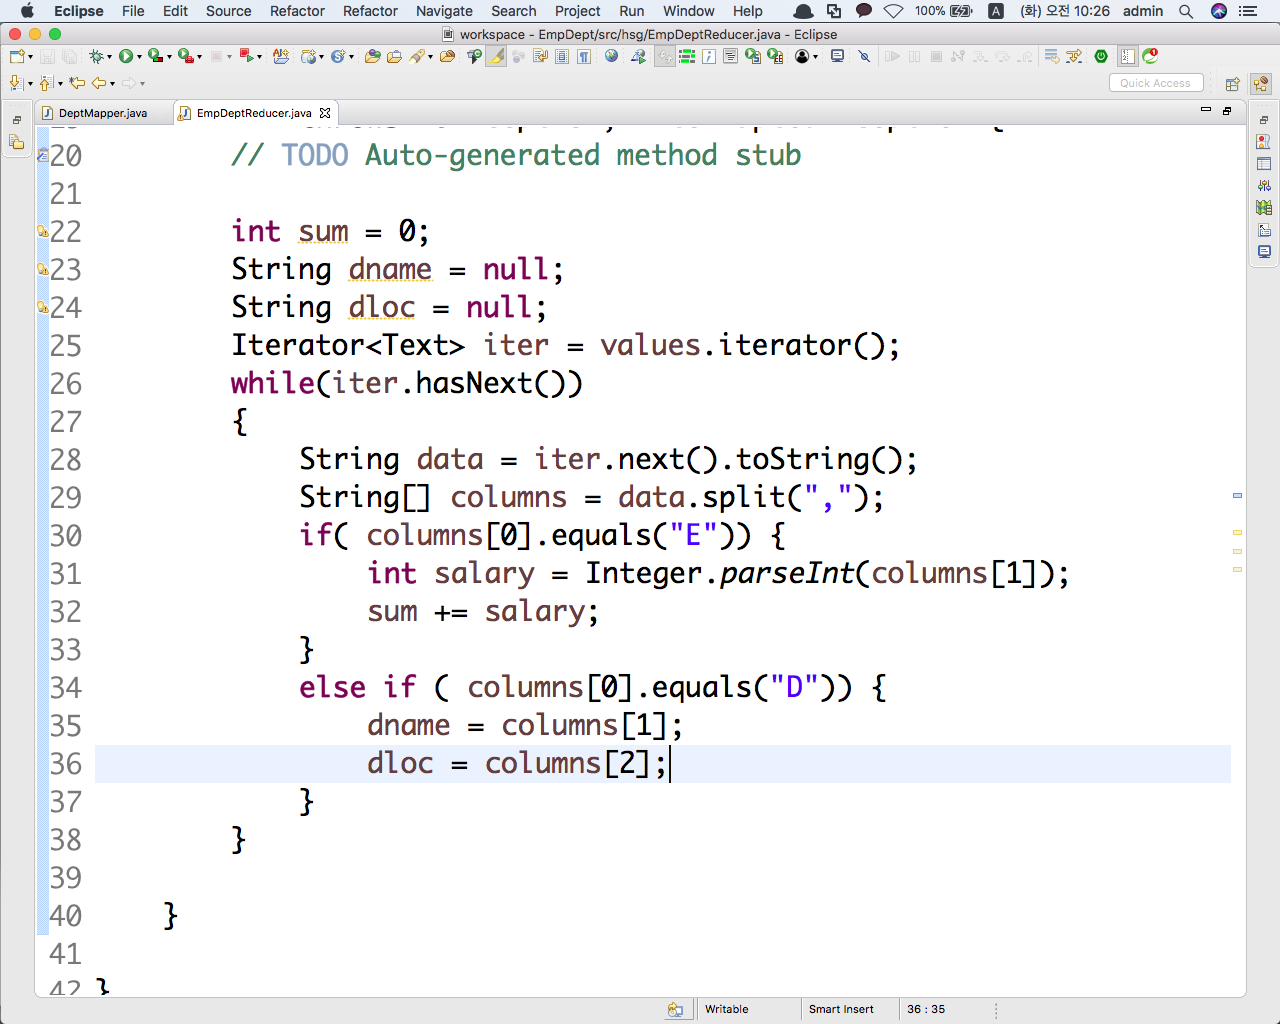 Eclipse File Edit Source Refactor Refactor Navigate Search Project Run Window Help 100% A (화) 오전 10:26 admin
workspace - EmpDept/src/hsg/EmpDeptReducer.java - Eclipse
Quick Access
DeptMapper.java EmpDeptReducer.java
20 // TODO Auto-generated method stub
21
22 int sum = 0;
23 String dname = null;
24 String dloc = null;
25 Iterator<Text> iter = values.iterator();
26 while(iter.hasNext())
27 {
28 String data = iter.next().toString();
29 String[] columns = data.split(",");
30 if( columns[0].equals("E")) {
31 int salary = Integer.parseInt(columns[1]);
32 sum += salary;
33 }
34 else if ( columns[0].equals("D")) {
35 dname = columns[1];
36 dloc = columns[2];
37 }
38 }
39
40 }
41
42 }
Writable Smart Insert 36 : 35